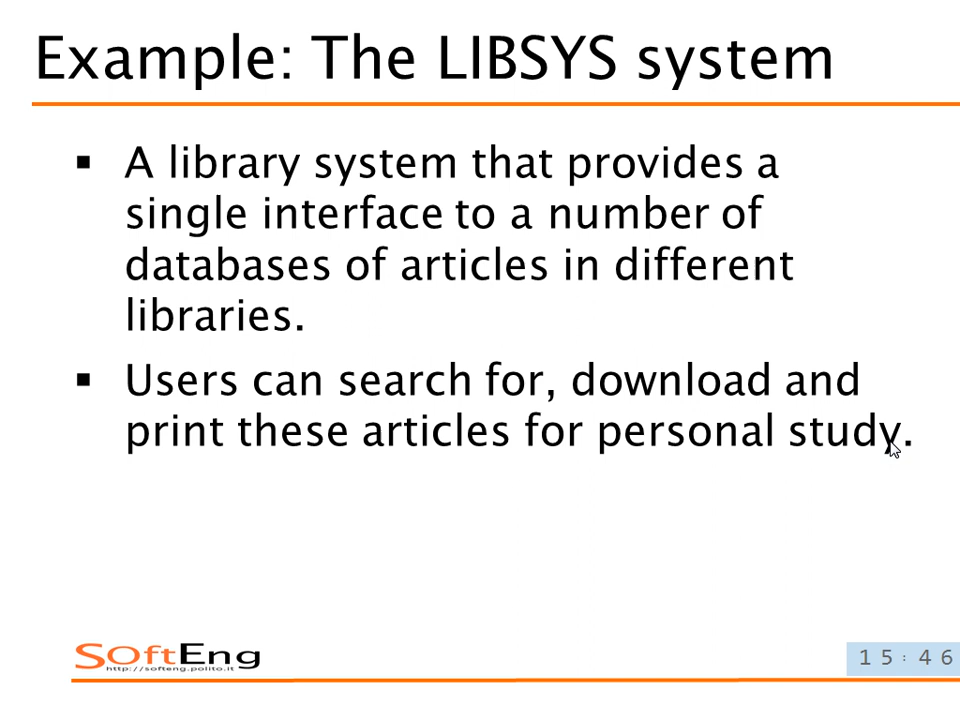 Example: The LIBSYS system
▪ A library system that provides a
single interface to a number of
databases of articles in different
libraries.
▪ Users can search for, download and
print these articles for personal study.
SOftEng
http://softeng.polito.it
15:46